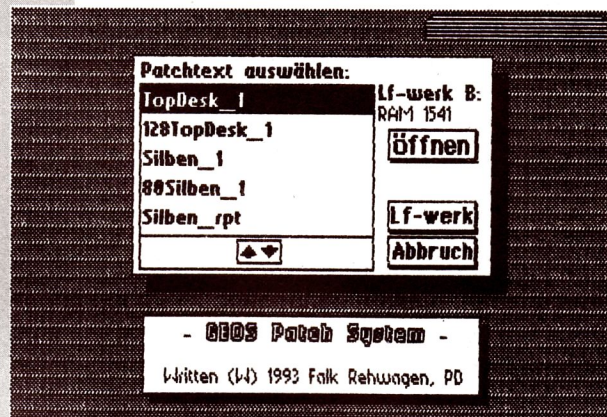 Patchtext auswählen:
TopDesk_1
128TopDesk_1
Silben_1
80Silben_1
Silben_rpt
Lf-werk B:
RAM 1541
Öffnen
Lf-werk
Abbruch
- GEOS Patch System -
Written (W) 1993 Falk Rehwagen, PD